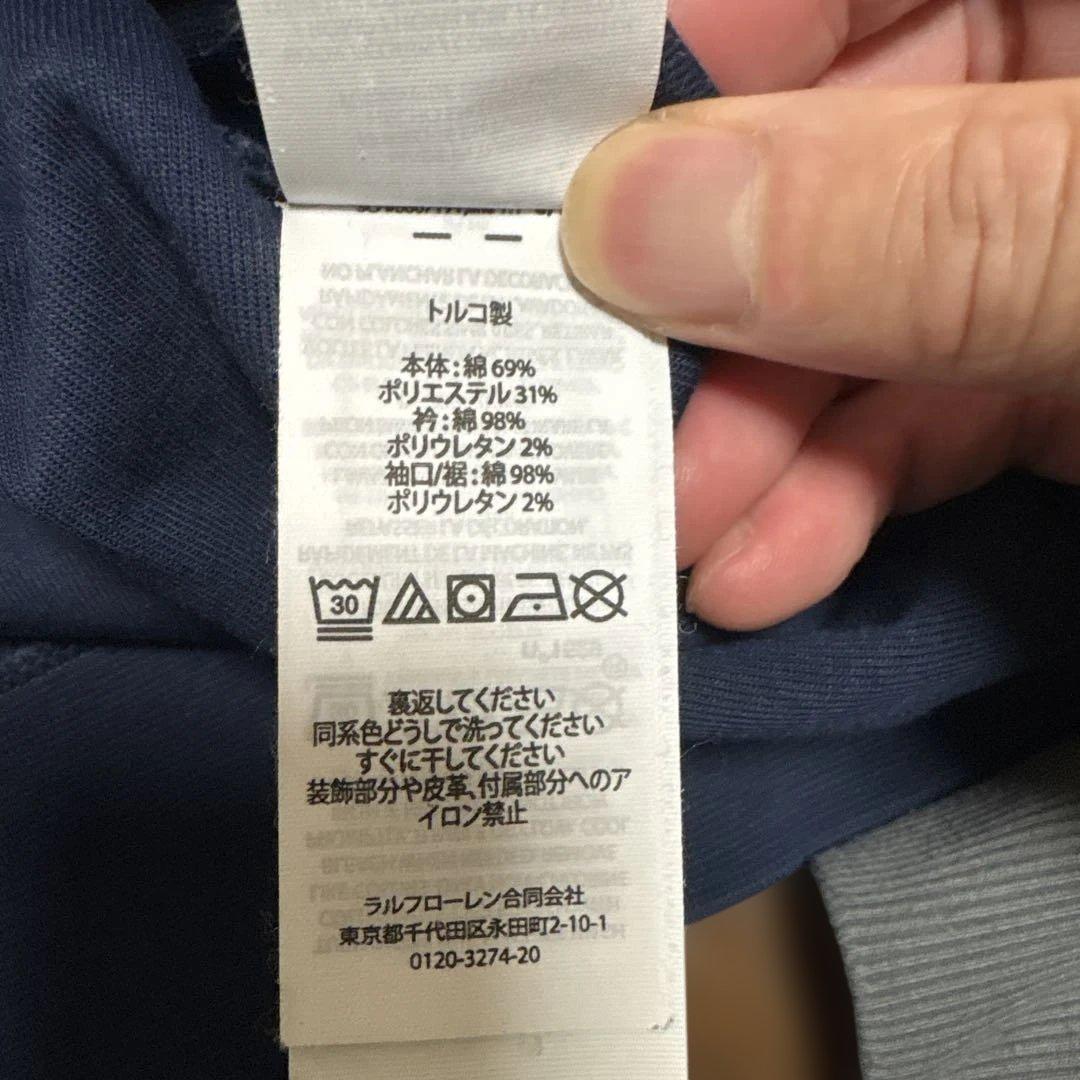 トルコ製
本体:綿 69%
ポリエステル 31%
衿:綿 98%
ポリウレタン 2%
袖口/裾:綿 98%
ポリウレタン 2%
30
裏返してください
同系色どうしで洗ってください
すぐに干してください
装飾部分や皮革、付属部分へのア
イロン禁止
ラルフローレン合同会社
東京都千代田区永田町2-10-1
0120-3274-20